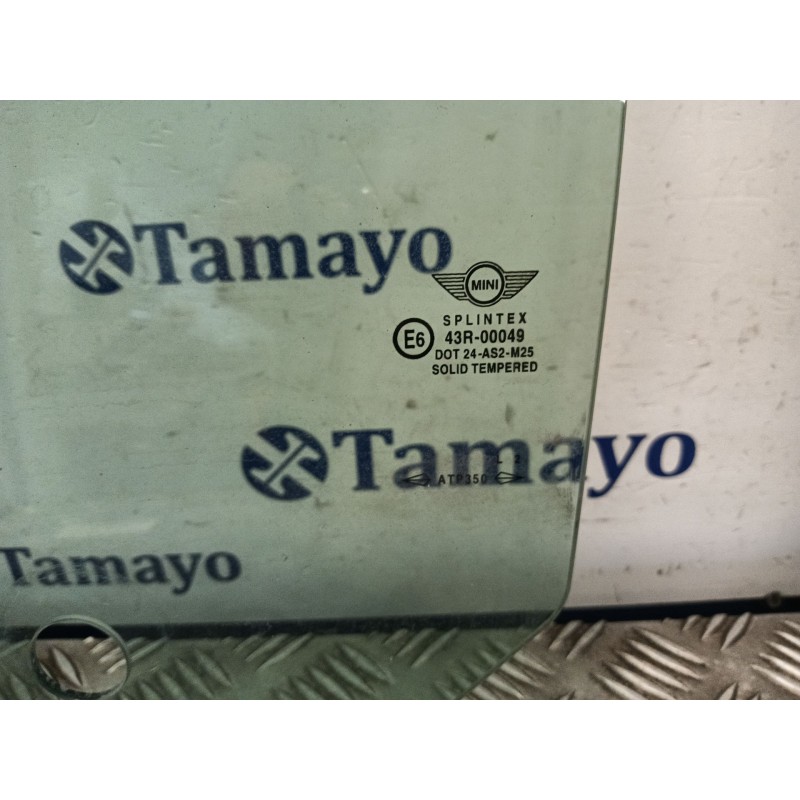 Tamayo
MINI
SPLINTEX
E6 43R-00049
DOT 24-AS2-M25
SOLID TEMPERED
Tamayo
ATP350
Tamayo